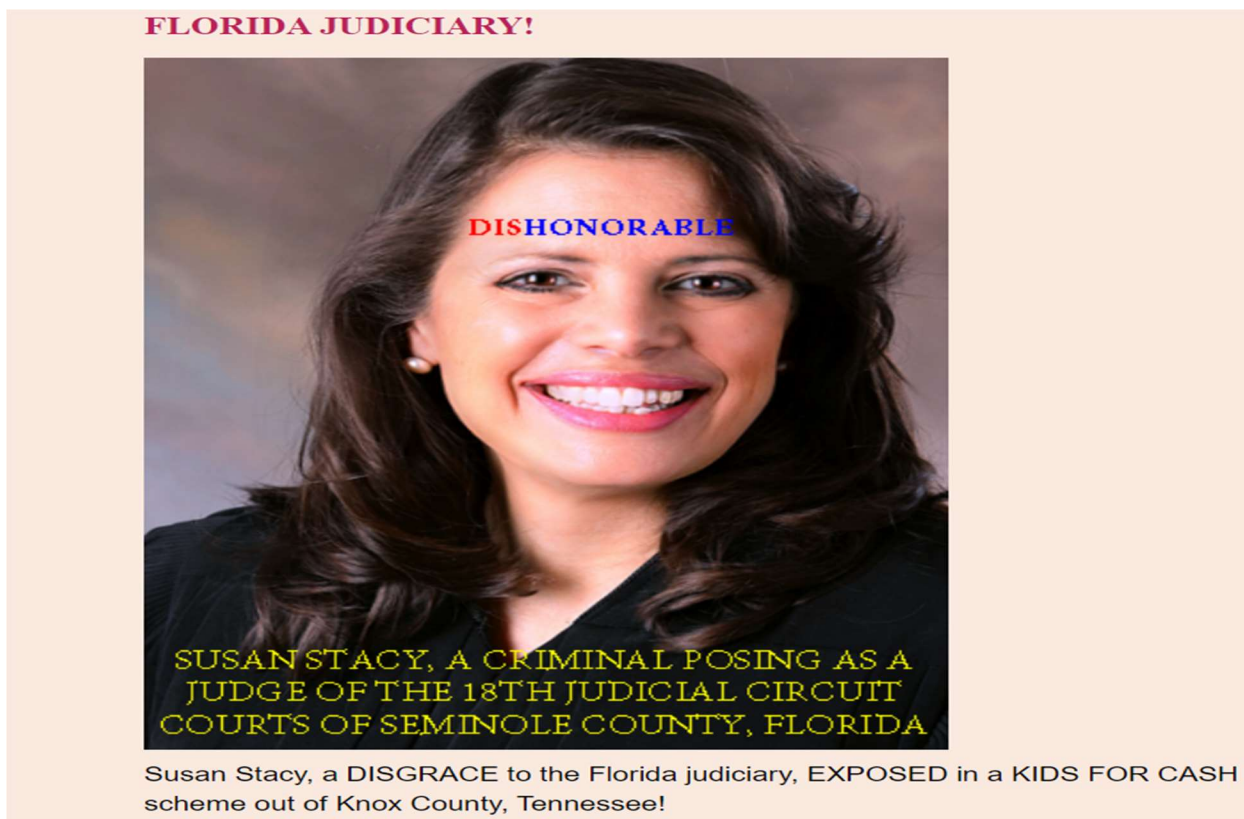 FLORIDA JUDICIARY!
DISHONORABLE
SUSAN STACY, A CRIMINAL POSING AS A
JUDGE OF THE 18TH JUDICIAL CIRCUIT
COURTS OF SEMINOLE COUNTY, FLORIDA
Susan Stacy, a DISGRACE to the Florida judiciary, EXPOSED in a KIDS FOR CASH
scheme out of Knox County, Tennessee!